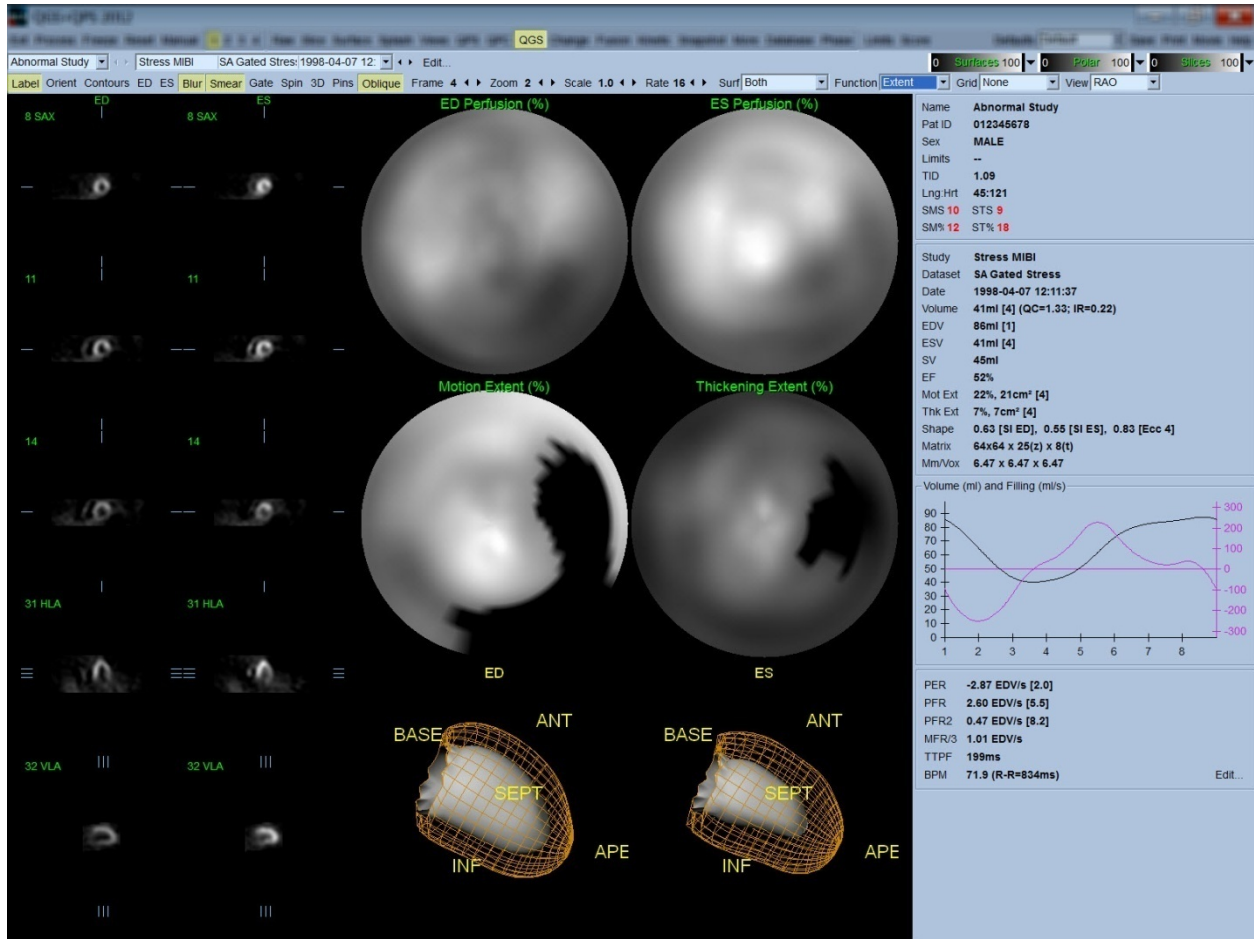 QGS+QPS 2012
QGS
Abnormal Study Stress MIBI SA Gated Stres: 1998-04-07 12: Edit...
0 Surfaces 100 0 Polar 100 0 Slices 100
Label Orient Contours ED ES Blur Smear Gate Spin 3D Pins Oblique Frame 4 Zoom 2 Scale 1.0 Rate 16 Surf Both Function Extent Grid None View RAO
ED ES
8 SAX 8 SAX
11 11
14 14
31 HLA 31 HLA
32 VLA 32 VLA
ED Perfusion (%) ES Perfusion (%)
Motion Extent (%) Thickening Extent (%)
ED ES
BASE ANT BASE ANT
SEPT SEPT
INF APE INF APE
Name Abnormal Study
Pat ID 012345678
Sex MALE
Limits --
TID 1.09
Lng:Hrt 45:121
SMS 10 STS 9
SM% 12 ST% 18
Study Stress MIBI
Dataset SA Gated Stress
Date 1998-04-07 12:11:37
Volume 41ml [4] (QC=1.33; IR=0.22)
EDV 86ml [1]
ESV 41ml [4]
SV 45ml
EF 52%
Mot Ext 22%, 21cm² [4]
Thk Ext 7%, 7cm² [4]
Shape 0.63 [SI ED], 0.55 [SI ES], 0.83 [Ecc 4]
Matrix 64x64 x 25(z) x 8(t)
Mm/Vox 6.47 x 6.47 x 6.47
Volume (ml) and Filling (ml/s)
90 300
80 200
70
60 100
50 0
40
30 -100
20 -200
10
0 -300
1 2 3 4 5 6 7 8
PER -2.87 EDV/s [2.0]
PFR 2.60 EDV/s [5.5]
PFR2 0.47 EDV/s [8.2]
MFR/3 1.01 EDV/s
TTPF 199ms
BPM 71.9 (R-R=834ms) Edit...